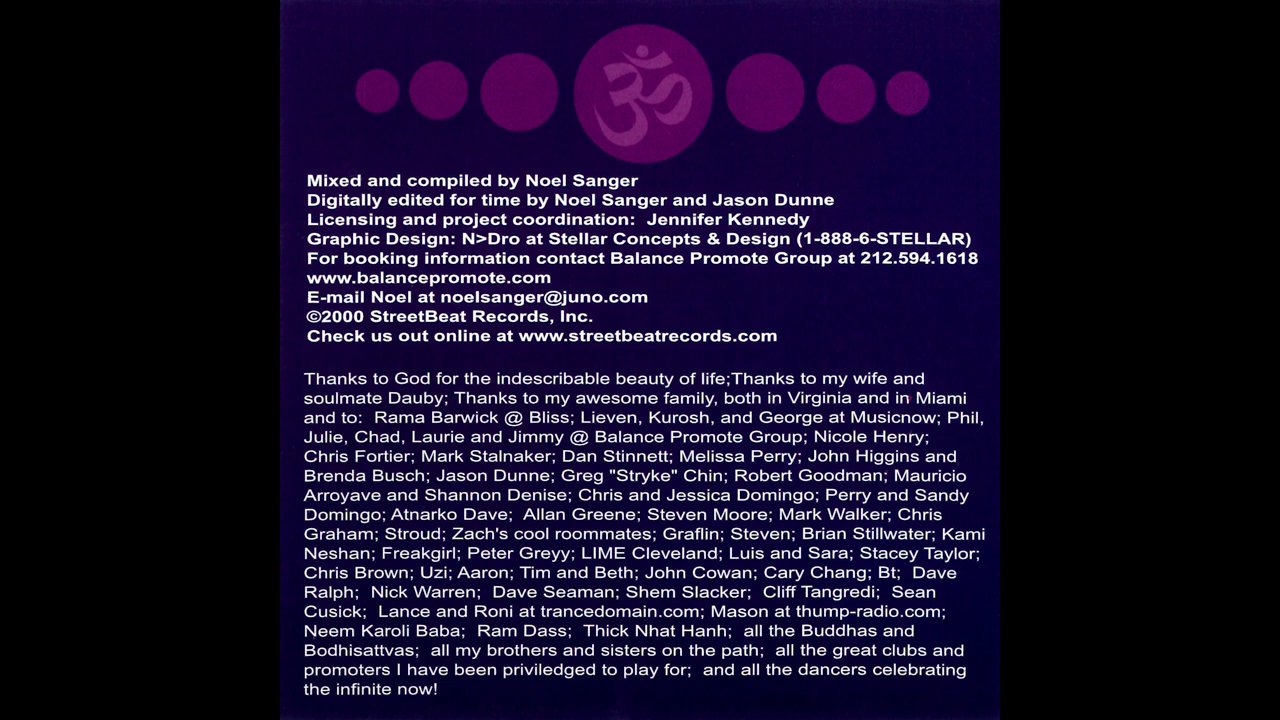 ॐ
Mixed and compiled by Noel Sanger
Digitally edited for time by Noel Sanger and Jason Dunne
Licensing and project coordination:  Jennifer Kennedy
Graphic Design: N>Dro at Stellar Concepts & Design (1-888-6-STELLAR)
For booking information contact Balance Promote Group at 212.594.1618
www.balancepromote.com
E-mail Noel at noelsanger@juno.com
©2000 StreetBeat Records, Inc.
Check us out online at www.streetbeatrecords.com
Thanks to God for the indescribable beauty of life;Thanks to my wife and
soulmate Dauby; Thanks to my awesome family, both in Virginia and in Miami
and to:  Rama Barwick @ Bliss; Lieven, Kurosh, and George at Musicnow; Phil,
Julie, Chad, Laurie and Jimmy @ Balance Promote Group; Nicole Henry;
Chris Fortier; Mark Stalnaker; Dan Stinnett; Melissa Perry; John Higgins and
Brenda Busch; Jason Dunne; Greg "Stryke" Chin; Robert Goodman; Mauricio
Arroyave and Shannon Denise; Chris and Jessica Domingo; Perry and Sandy
Domingo; Atnarko Dave;  Allan Greene; Steven Moore; Mark Walker; Chris
Graham; Stroud; Zach's cool roommates; Graflin; Steven; Brian Stillwater; Kami
Neshan; Freakgirl; Peter Greyy; LIME Cleveland; Luis and Sara; Stacey Taylor;
Chris Brown; Uzi; Aaron; Tim and Beth; John Cowan; Cary Chang; Bt;  Dave
Ralph;  Nick Warren;  Dave Seaman; Shem Slacker;  Cliff Tangredi;  Sean
Cusick;  Lance and Roni at trancedomain.com; Mason at thump-radio.com;
Neem Karoli Baba;  Ram Dass;  Thick Nhat Hanh;  all the Buddhas and
Bodhisattvas;  all my brothers and sisters on the path;  all the great clubs and
promoters I have been priviledged to play for;  and all the dancers celebrating
the infinite now!